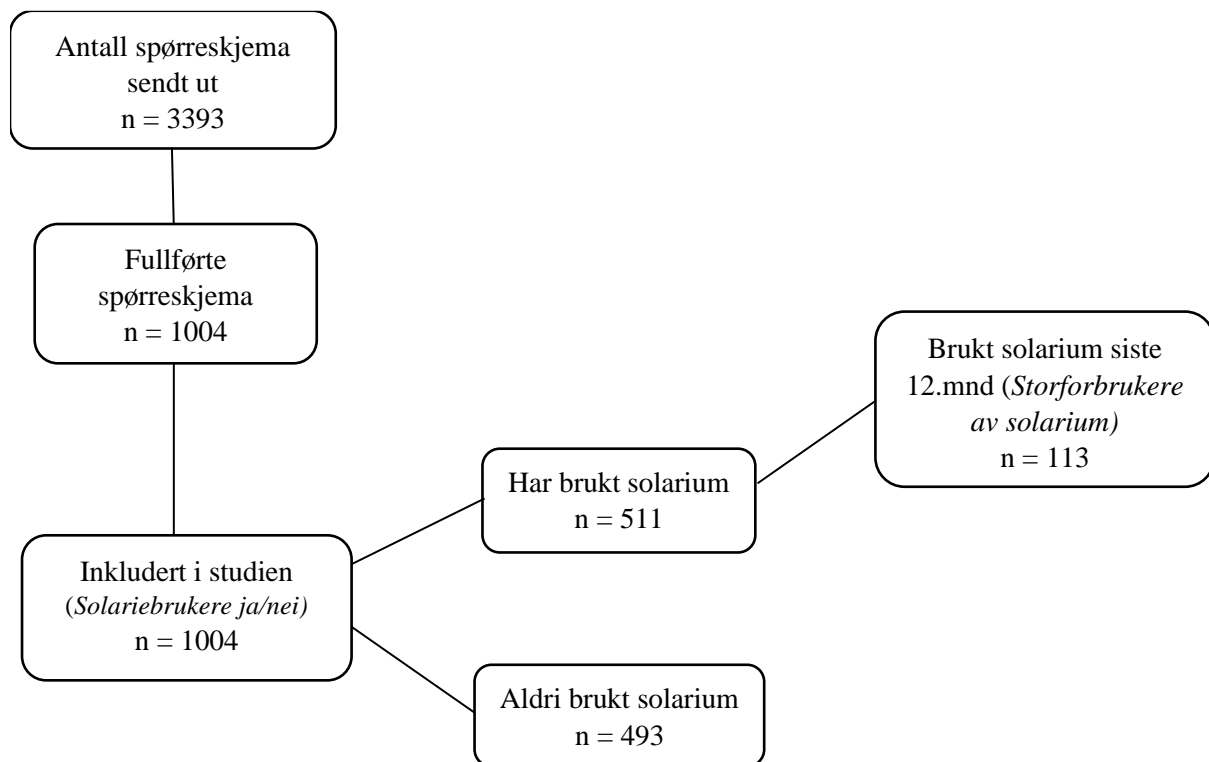 Antall spørreskjema
sendt ut
n = 3393
Fullførte
spørreskjema
n = 1004
Inkludert i studien
(Solariebrukere ja/nei)
n = 1004
Har brukt solarium
n = 511
Brukt solarium siste
12.mnd (Storforbrukere
av solarium)
n = 113
Aldri brukt solarium
n = 493